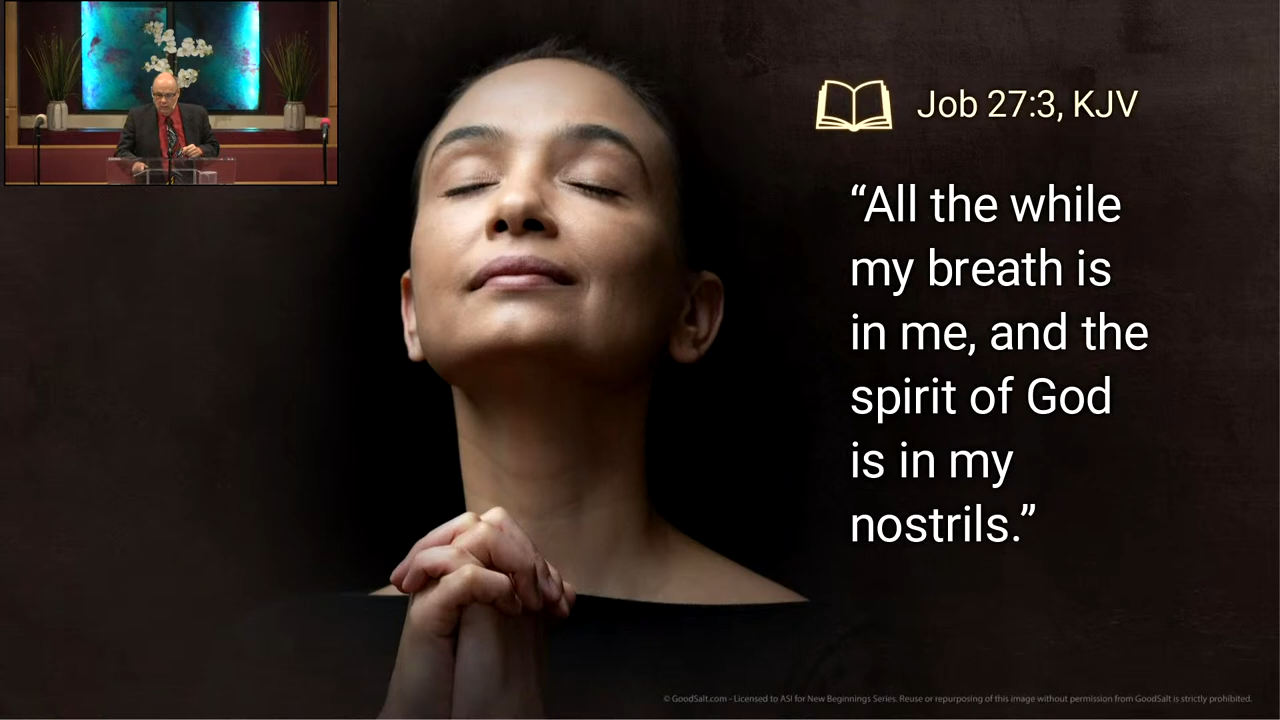 Job 27:3, KJV
“All the while
my breath is
in me, and the
spirit of God
is in my
nostrils.”
© GoodSalt.com - Licensed to ASI for New Beginnings Series. Reuse or repurposing of this image without permission from GoodSalt is strictly prohibited.